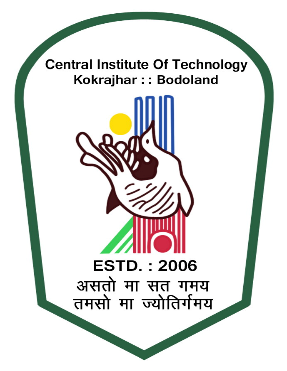 Central Institute Of Technology
Kokrajhar : : Bodoland
ESTD. : 2006
असतो मा सत गमय
तमसो मा ज्योतिर्गमय